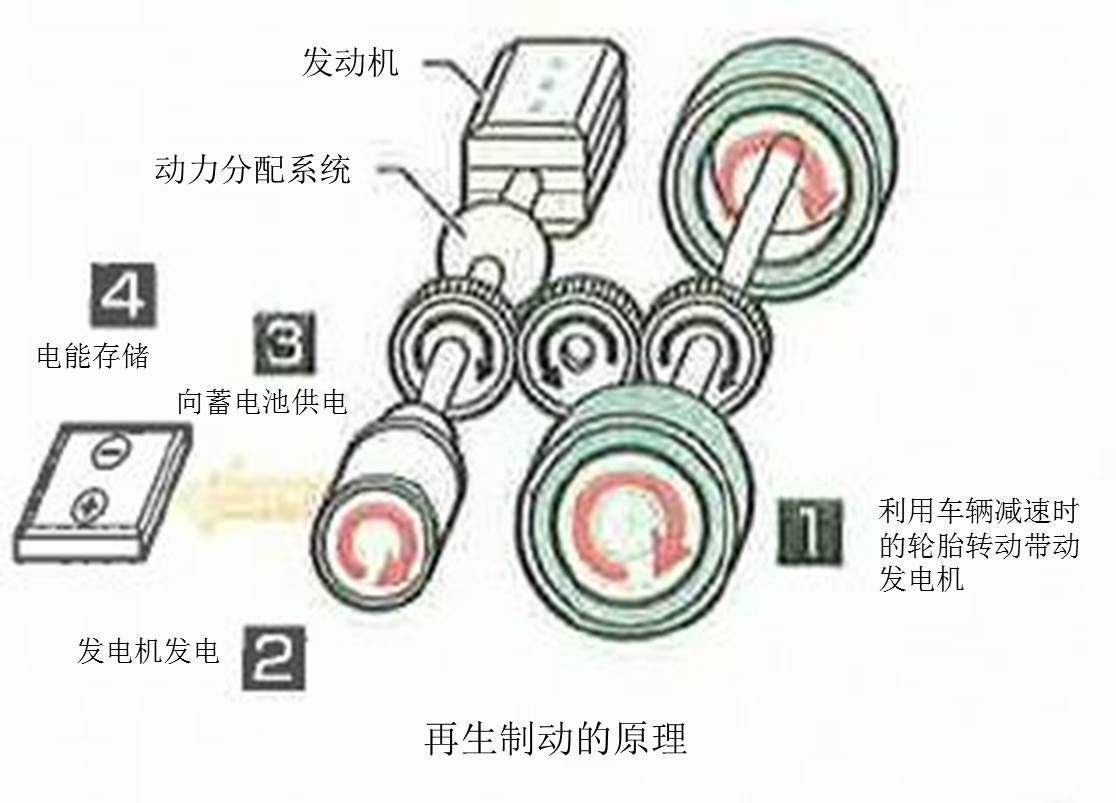 发动机
动力分配系统
4
电能存储
3
向蓄电池供电
1
利用车辆减速时
的轮胎转动带动
发电机
发电机发电
2
再生制动的原理